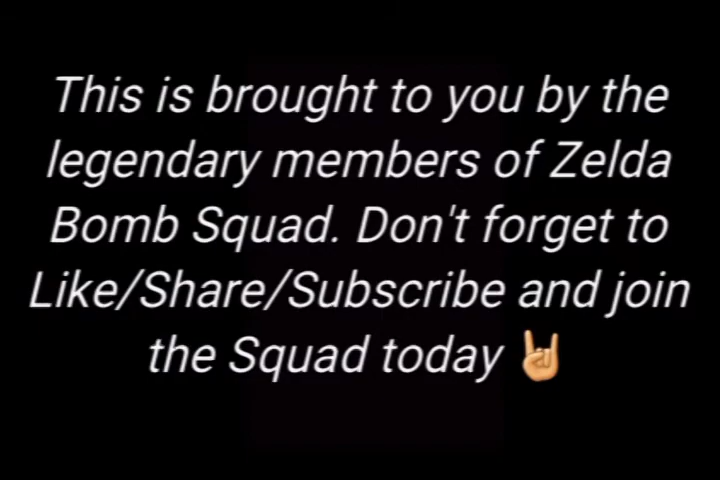 This is brought to you by the
legendary members of Zelda
Bomb Squad. Don't forget to
Like/Share/Subscribe and join
the Squad today 🤘